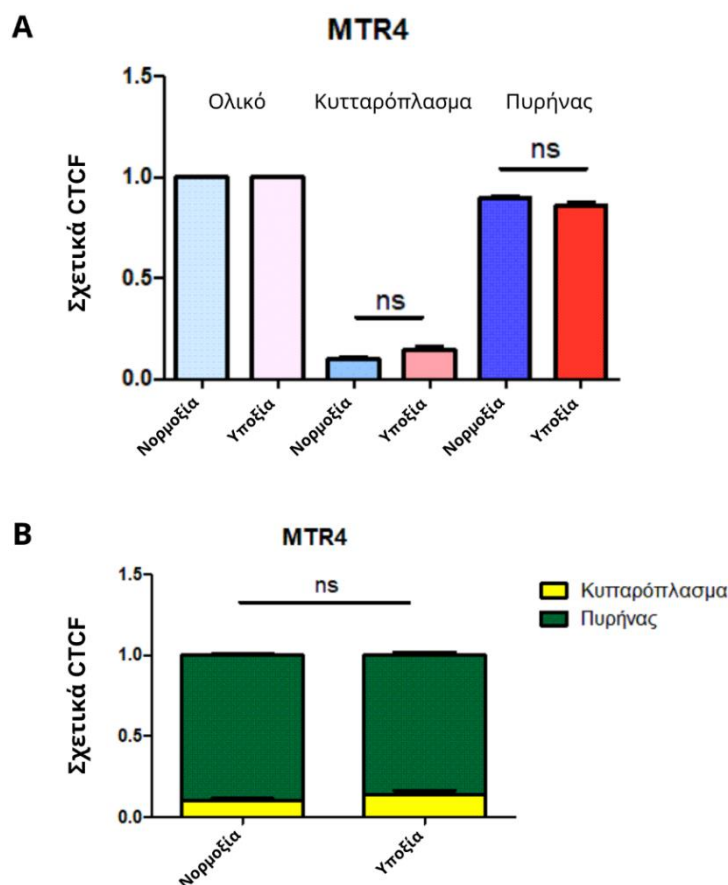 A
MTR4
Σχετικά CTCF
1.5
1.0
0.5
0.0
Ολικό Κυτταρόπλασμα Πυρήνας
ns
ns
Νορμοξία Υποξία Νορμοξία Υποξία Νορμοξία Υποξία
B
MTR4
Σχετικά CTCF
1.5
1.0
0.5
0.0
ns
Νορμοξία Υποξία
Κυτταρόπλασμα
Πυρήνας